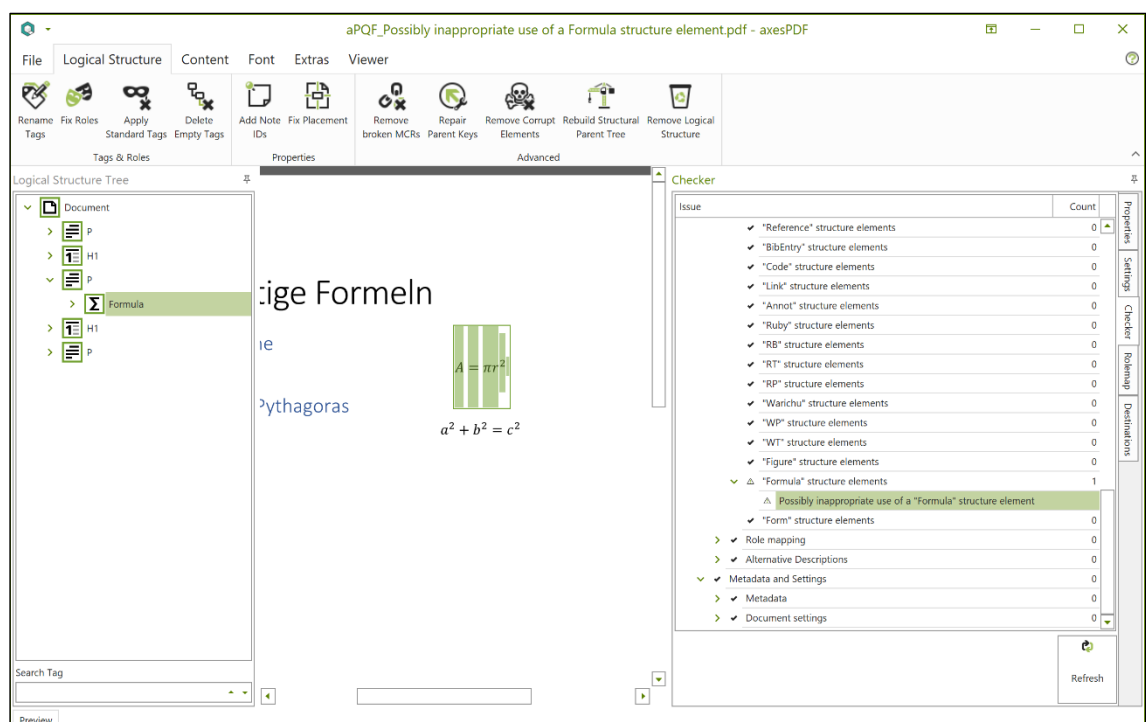 aPQF_Possibly inappropriate use of a Formula structure element.pdf - axesPDF
File Logical Structure Content Font Extras Viewer
Rename Tags
Fix Roles
Apply Standard Tags
Delete Empty Tags
Add Note IDs
Fix Placement
Remove broken MCRs
Repair Parent Keys
Remove Corrupt Elements
Rebuild Structural Parent Tree
Remove Logical Structure
Tags & Roles
Properties
Advanced
Logical Structure Tree
Document
P
H1
P
Formula
H1
P
Search Tag
Preview
tige Formeln
ne
A = πr²
Pythagoras
a² + b² = c²
Checker
Issue Count
"Reference" structure elements 0
"BibEntry" structure elements 0
"Code" structure elements 0
"Link" structure elements 0
"Annot" structure elements 0
"Ruby" structure elements 0
"RB" structure elements 0
"RT" structure elements 0
"RP" structure elements 0
"Warichu" structure elements 0
"WP" structure elements 0
"WT" structure elements 0
"Figure" structure elements 0
"Formula" structure elements 1
Possibly inappropriate use of a "Formula" structure element
"Form" structure elements 0
Role mapping 0
Alternative Descriptions 0
Metadata and Settings 0
Metadata 0
Document settings 0
Refresh
Properties
Settings
Checker
Rolemap
Destinations